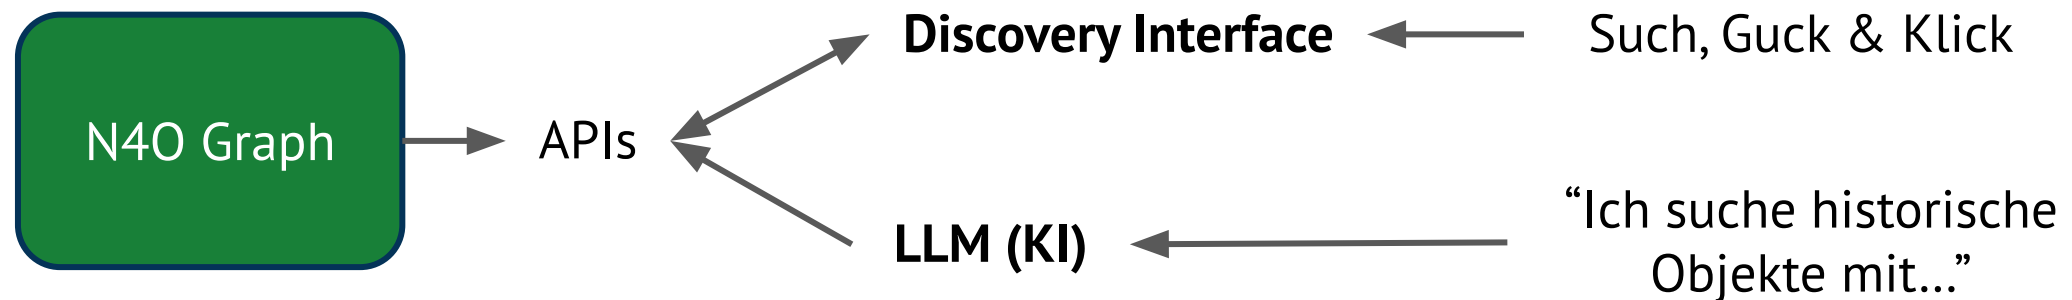 N4O Graph
APIs
Discovery Interface
Such, Guck & Klick
LLM (KI)
“Ich suche historische
Objekte mit...”